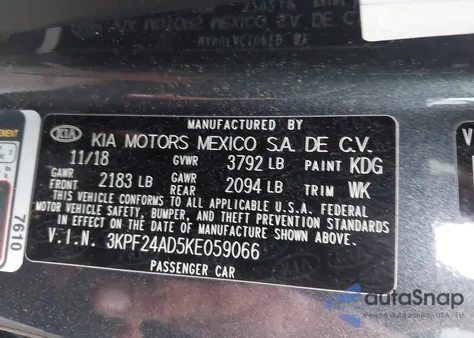 MANUFACTURED BY
KIA KIA MOTORS MEXICO S.A. DE C.V.
11/18 GVWR 3792 LB PAINT KDG
GAWR FRONT 2183 LB GAWR REAR 2094 LB TRIM WK
THIS VEHICLE CONFORMS TO ALL APPLICABLE U.S.A. FEDERAL
MOTOR VEHICLE SAFETY, BUMPER, AND THEFT PREVENTION STANDARDS
IN EFFECT ON THE DATE OF MANUFACTURE SHOWN ABOVE.
V.I.N. 3KPF24AD5KE059066
PASSENGER CAR
7610
autoSnap